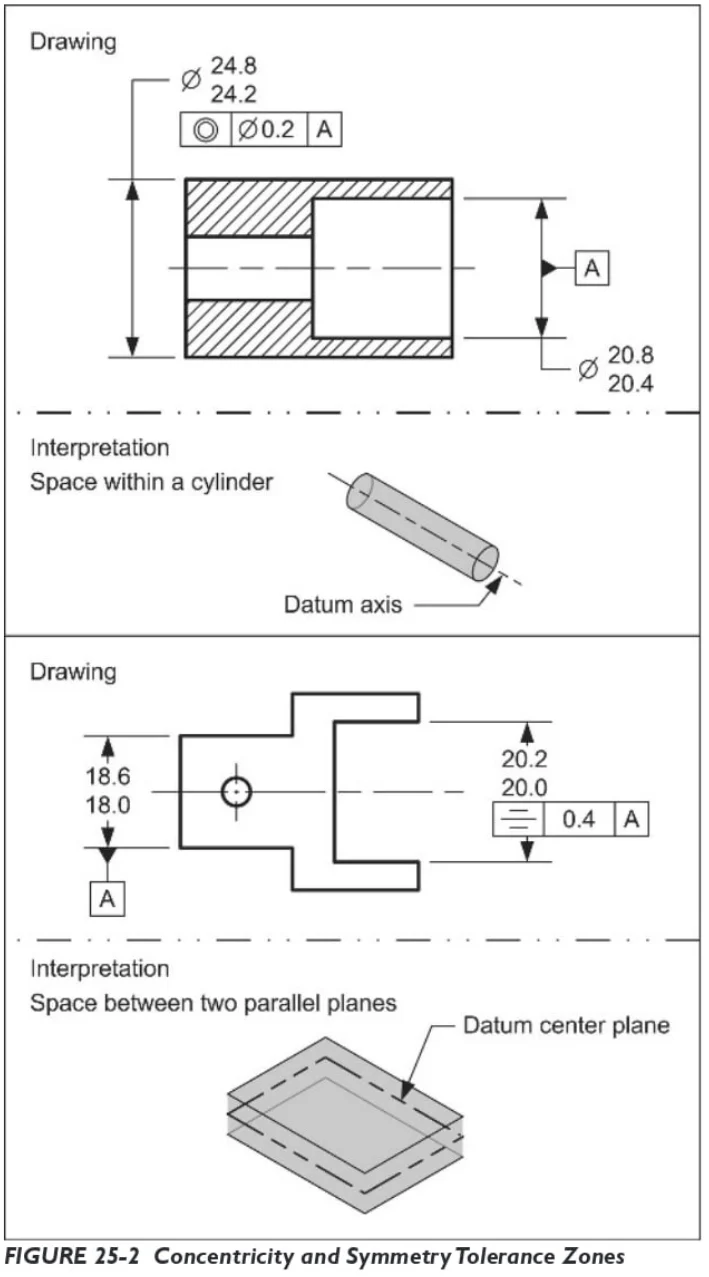 Drawing
⌀ 24.8
24.2
◎ ⌀0.2 A
A
⌀ 20.8
20.4
Interpretation
Space within a cylinder
Datum axis
Drawing
18.6
18.0
A
20.2
20.0
⌯ 0.4 A
Interpretation
Space between two parallel planes
Datum center plane
FIGURE 25-2 Concentricity and Symmetry Tolerance Zones